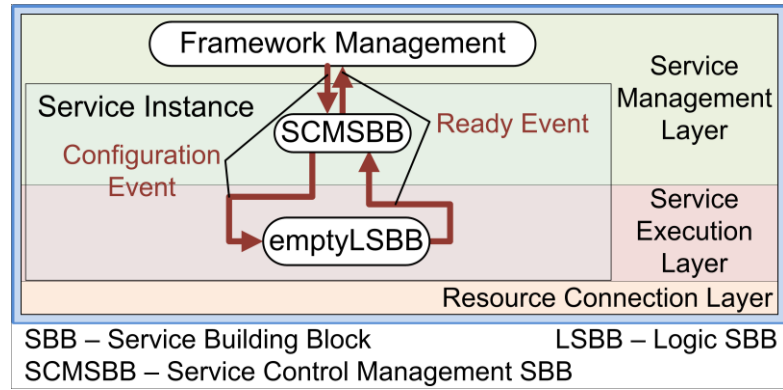 Framework Management
Service
Management
Layer
Service Instance
SCMSBB
Ready Event
Configuration
Event
emptyLSBB
Service
Execution
Layer
Resource Connection Layer
SBB – Service Building Block
LSBB – Logic SBB
SCMSBB – Service Control Management SBB